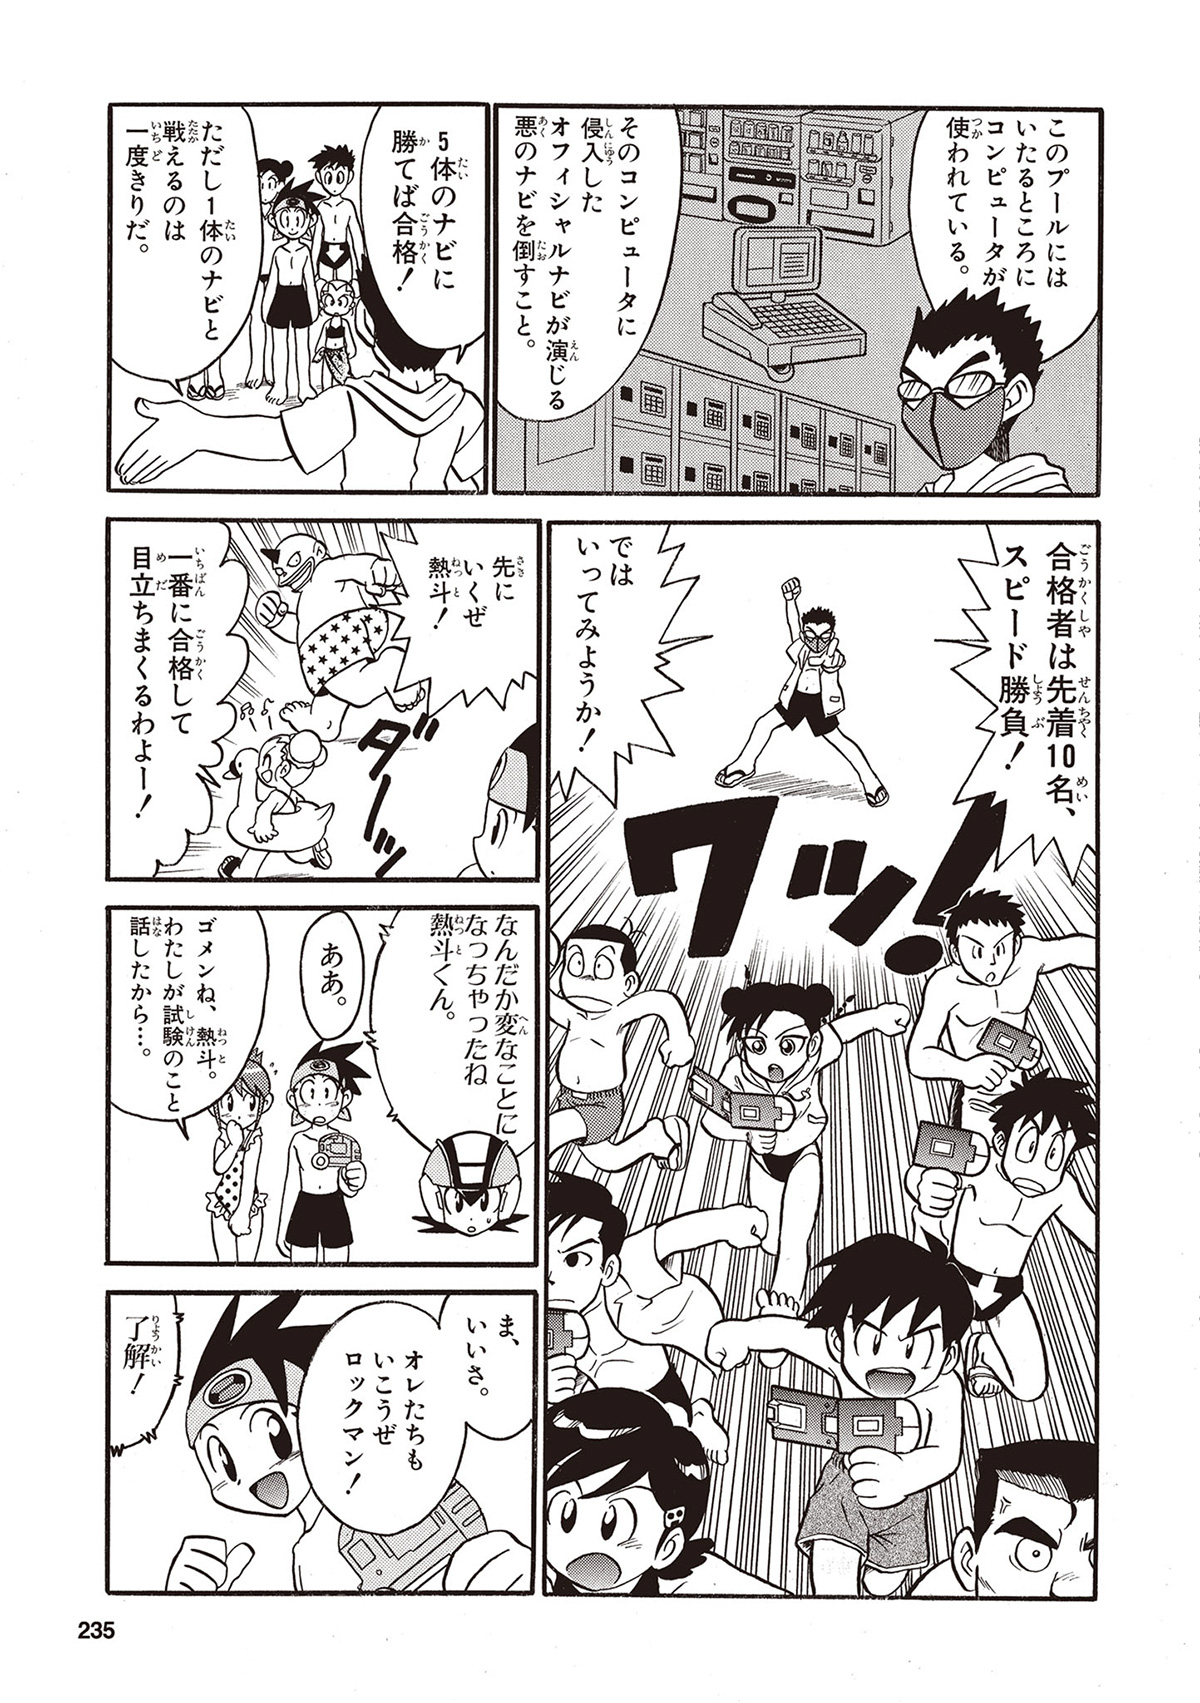 このプールには
いたるところに
コンピュータが
使われている。
そのコンピュータに
侵入した
オフィシャルナビが演じる
悪のナビを倒すこと。
5体のナビに
勝てば合格!
ただし1体のナビと
戦えるのは
一度きりだ。
合格者は先着10名、
スピード勝負!
では
いってみようか!
ワッ!
先に
いくぜ
熱斗!
ダーッ
一番に合格して
目立ちまくるわよー!
なんだか変なことに
なっちゃったね
熱斗くん。
ああ。
ゴメンね、熱斗。
わたしが試験のこと
話したから…。
ま、
いいさ。
オレたちも
いこうぜ
ロックマン!
了解!
235